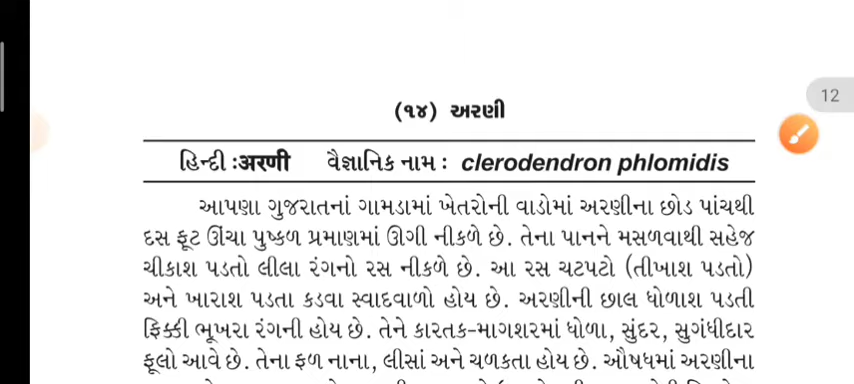 12
(૧૪) અરણી
હિન્દી :अरणी વૈજ્ઞાનિક નામ : clerodendron phlomidis
આપણા ગુજરાતનાં ગામડામાં ખેતરોની વાડોમાં અરણીના છોડ પાંચથી
દસ ફૂટ ઊંચા પુષ્કળ પ્રમાણમાં ઊગી નીકળે છે. તેના પાનને મસળવાથી સહેજ
ચીકાશ પડતો લીલા રંગનો રસ નીકળે છે. આ રસ ચટપટો (તીખાશ પડતો)
અને ખારાશ પડતા કડવા સ્વાદવાળો હોય છે. અરણીની છાલ ધોળાશ પડતી
ફિક્કી ભૂખરા રંગની હોય છે. તેને કારતક-માગશરમાં ધોળા, સુંદર, સુગંધીદાર
ફૂલો આવે છે. તેના ફળ નાના, લીસાં અને ચળકતા હોય છે. ઔષધમાં અરણીના